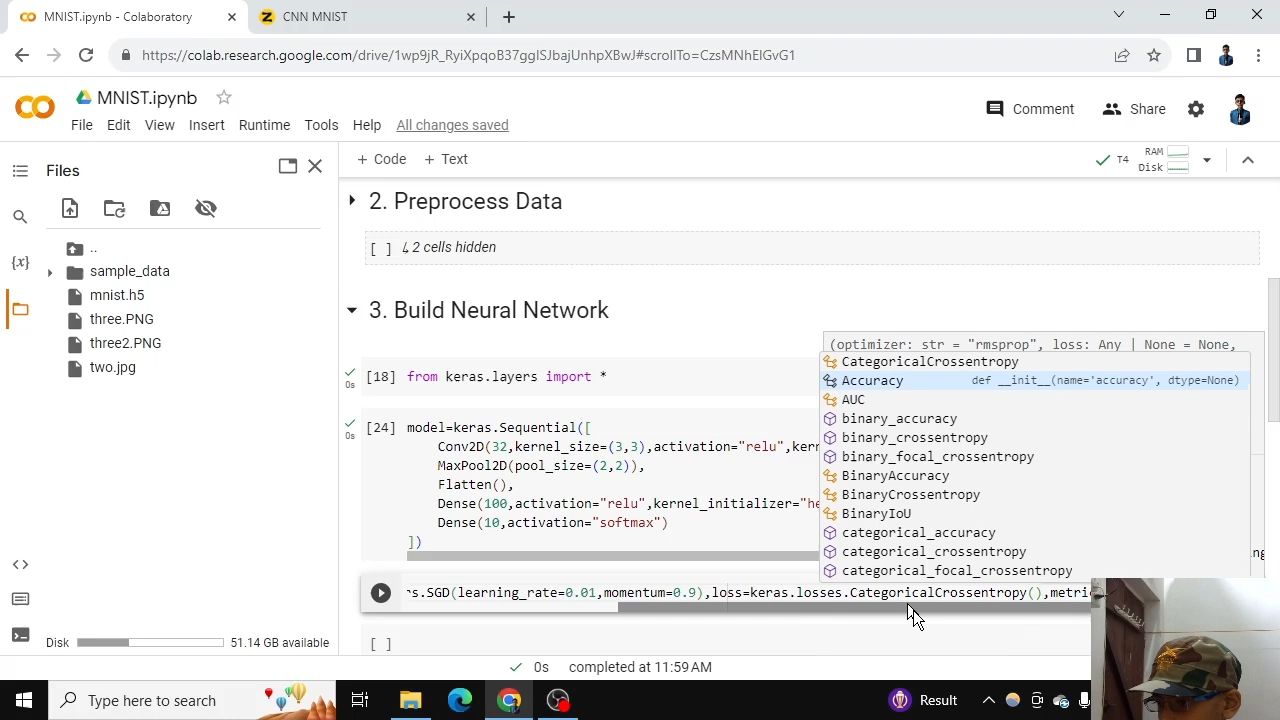 MNIST.ipynb - Colaboratory
CNN MNIST
https://colab.research.google.com/drive/1wp9jR_RyiXpqoB37ggISJbajUnhpXBwJ#scrollTo=CzsMNhElGvG1
MNIST.ipynb
File Edit View Insert Runtime Tools Help All changes saved
Comment Share
Files
+ Code + Text
T4 RAM
Disk
2. Preprocess Data
..
[ ] ↳ 2 cells hidden
sample_data
mnist.h5
three.PNG
three2.PNG
two.jpg
3. Build Neural Network
(optimizer: str = "rmsprop", loss: Any | None = None,
CategoricalCrossentropy
Accuracy def __init__(name='accuracy', dtype=None)
AUC
binary_accuracy
binary_crossentropy
binary_focal_crossentropy
BinaryAccuracy
BinaryCrossentropy
BinaryIoU
categorical_accuracy
categorical_crossentropy
categorical_focal_crossentropy
0s [18] from keras.layers import *
0s [24] model=keras.Sequential([
Conv2D(32,kernel_size=(3,3),activation="relu",kern
MaxPool2D(pool_size=(2,2)),
Flatten(),
Dense(100,activation="relu",kernel_initializer="he
Dense(10,activation="softmax")
])
s.SGD(learning_rate=0.01,momentum=0.9),loss=keras.losses.CategoricalCrossentropy(),metri
[ ]
Disk 51.14 GB available
0s completed at 11:59 AM
Type here to search
Result